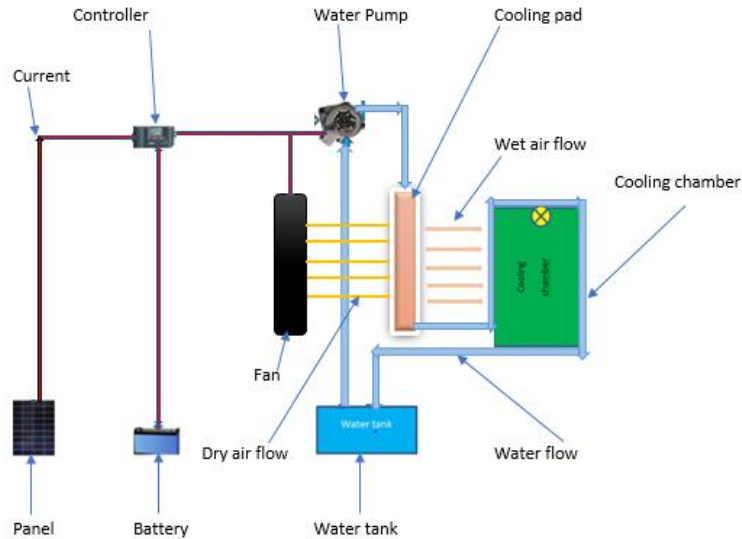 Controller
Water Pump
Cooling pad
Current
Wet air flow
Cooling chamber
Cooling
chamber
Fan
Water tank
Dry air flow
Water flow
Panel
Battery
Water tank